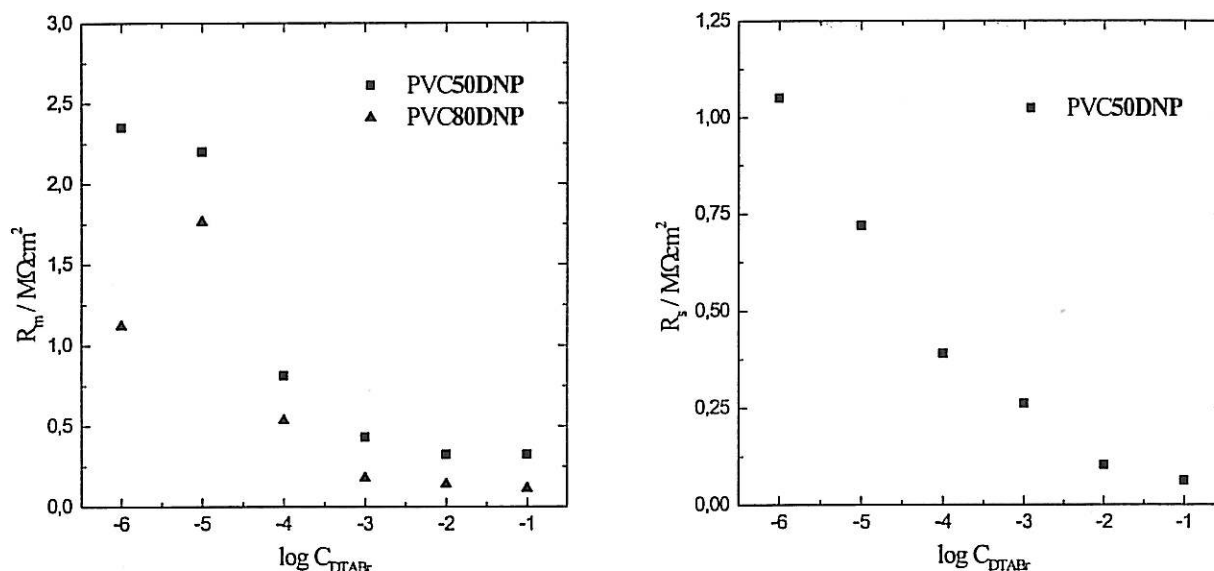 3,0
2,5
2,0
1,5
1,0
0,5
0,0
R_m / MΩcm²
PVC50DNP
PVC80DNP
-6 -5 -4 -3 -2 -1
log C_DTABr
1,25
1,00
0,75
0,50
0,25
0,00
R_s / MΩcm²
PVC50DNP
-6 -5 -4 -3 -2 -1
log C_DTABr